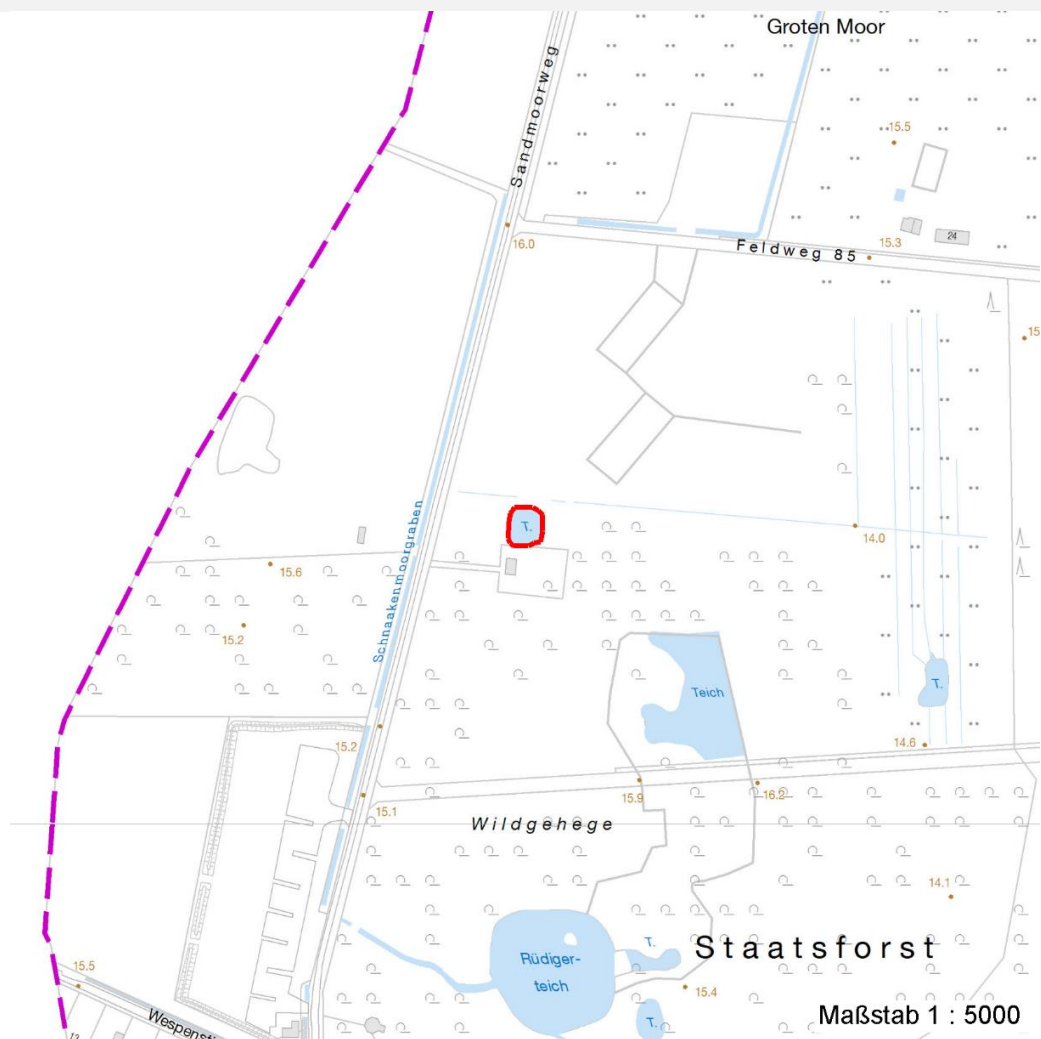 Groten Moor
Sandmoorweg
15.5
24
15.3
Feldweg 85
16.0
15
Schnaakenmoorgraben
T.
14.0
15.6
15.2
Teich
T.
15.2
14.6
15.1
15.9
16.2
Wildgehege
14.1
Staatsforst
T.
Rüdiger-
teich
15.5
15.4
T.
Maßstab 1 : 5000